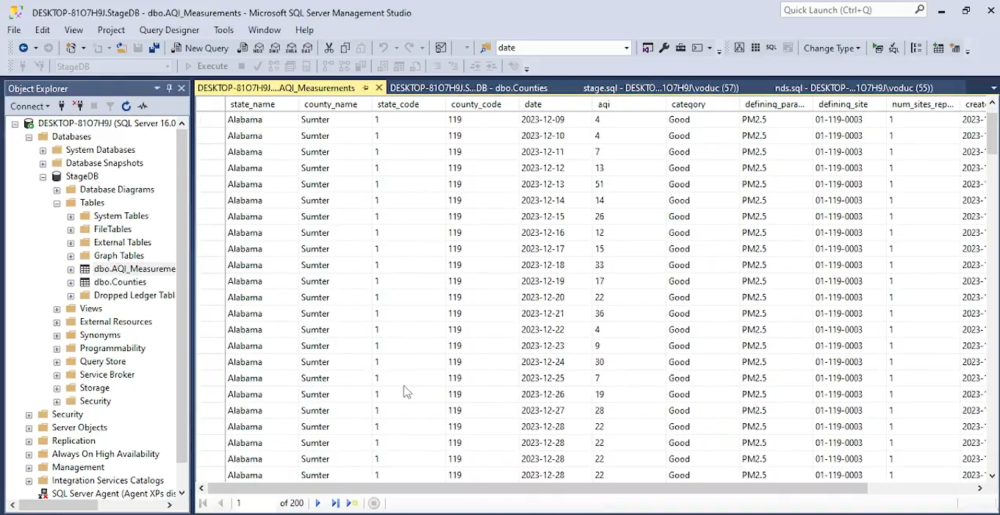 DESKTOP-81O7H9J.StageDB - dbo.AQI_Measurements - Microsoft SQL Server Management Studio
Quick Launch (Ctrl+Q)
File Edit View Project Query Designer Tools Window Help
New Query MDX DMX XMLA DAX date SQL Change Type
StageDB Execute
Object Explorer
Connect
DESKTOP-81O7H9J (SQL Server 16.0
Databases
System Databases
Database Snapshots
StageDB
Database Diagrams
Tables
System Tables
FileTables
External Tables
Graph Tables
dbo.AQI_Measureme
dbo.Counties
Dropped Ledger Tabl
Views
External Resources
Synonyms
Programmability
Query Store
Service Broker
Storage
Security
Security
Server Objects
Replication
Always On High Availability
Management
Integration Services Catalogs
SQL Server Agent (Agent XPs dis
DESKTOP-81O7H9J....AQI_Measurements DESKTOP-81O7H9J.S...DB - dbo.Counties stage.sql - DESKTO...1O7H9J\voduc (57)) nds.sql - DESKTOP-...1O7H9J\voduc (55))
state_name county_name state_code county_code date aqi category defining_para... defining_site num_sites_rep... create
Alabama Sumter 1 119 2023-12-09 4 Good PM2.5 01-119-0003 1 2023-
Alabama Sumter 1 119 2023-12-10 4 Good PM2.5 01-119-0003 1 2023-
Alabama Sumter 1 119 2023-12-11 7 Good PM2.5 01-119-0003 1 2023-
Alabama Sumter 1 119 2023-12-12 13 Good PM2.5 01-119-0003 1 2023-
Alabama Sumter 1 119 2023-12-13 51 Good PM2.5 01-119-0003 1 2023-
Alabama Sumter 1 119 2023-12-14 14 Good PM2.5 01-119-0003 1 2023-
Alabama Sumter 1 119 2023-12-15 26 Good PM2.5 01-119-0003 1 2023-
Alabama Sumter 1 119 2023-12-16 12 Good PM2.5 01-119-0003 1 2023-
Alabama Sumter 1 119 2023-12-17 15 Good PM2.5 01-119-0003 1 2023-
Alabama Sumter 1 119 2023-12-18 33 Good PM2.5 01-119-0003 1 2023-
Alabama Sumter 1 119 2023-12-19 17 Good PM2.5 01-119-0003 1 2023-
Alabama Sumter 1 119 2023-12-20 22 Good PM2.5 01-119-0003 1 2023-
Alabama Sumter 1 119 2023-12-21 36 Good PM2.5 01-119-0003 1 2023-
Alabama Sumter 1 119 2023-12-22 4 Good PM2.5 01-119-0003 1 2023-
Alabama Sumter 1 119 2023-12-23 9 Good PM2.5 01-119-0003 1 2023-
Alabama Sumter 1 119 2023-12-24 30 Good PM2.5 01-119-0003 1 2023-
Alabama Sumter 1 119 2023-12-25 7 Good PM2.5 01-119-0003 1 2023-
Alabama Sumter 1 119 2023-12-26 19 Good PM2.5 01-119-0003 1 2023-
Alabama Sumter 1 119 2023-12-27 28 Good PM2.5 01-119-0003 1 2023-
Alabama Sumter 1 119 2023-12-28 22 Good PM2.5 01-119-0003 1 2023-
Alabama Sumter 1 119 2023-12-28 22 Good PM2.5 01-119-0003 1 2023-
Alabama Sumter 1 119 2023-12-28 22 Good PM2.5 01-119-0003 1 2023-
Alabama Sumter 1 119 2023-12-28 22 Good PM2.5 01-119-0003 1 2023-
1 of 200